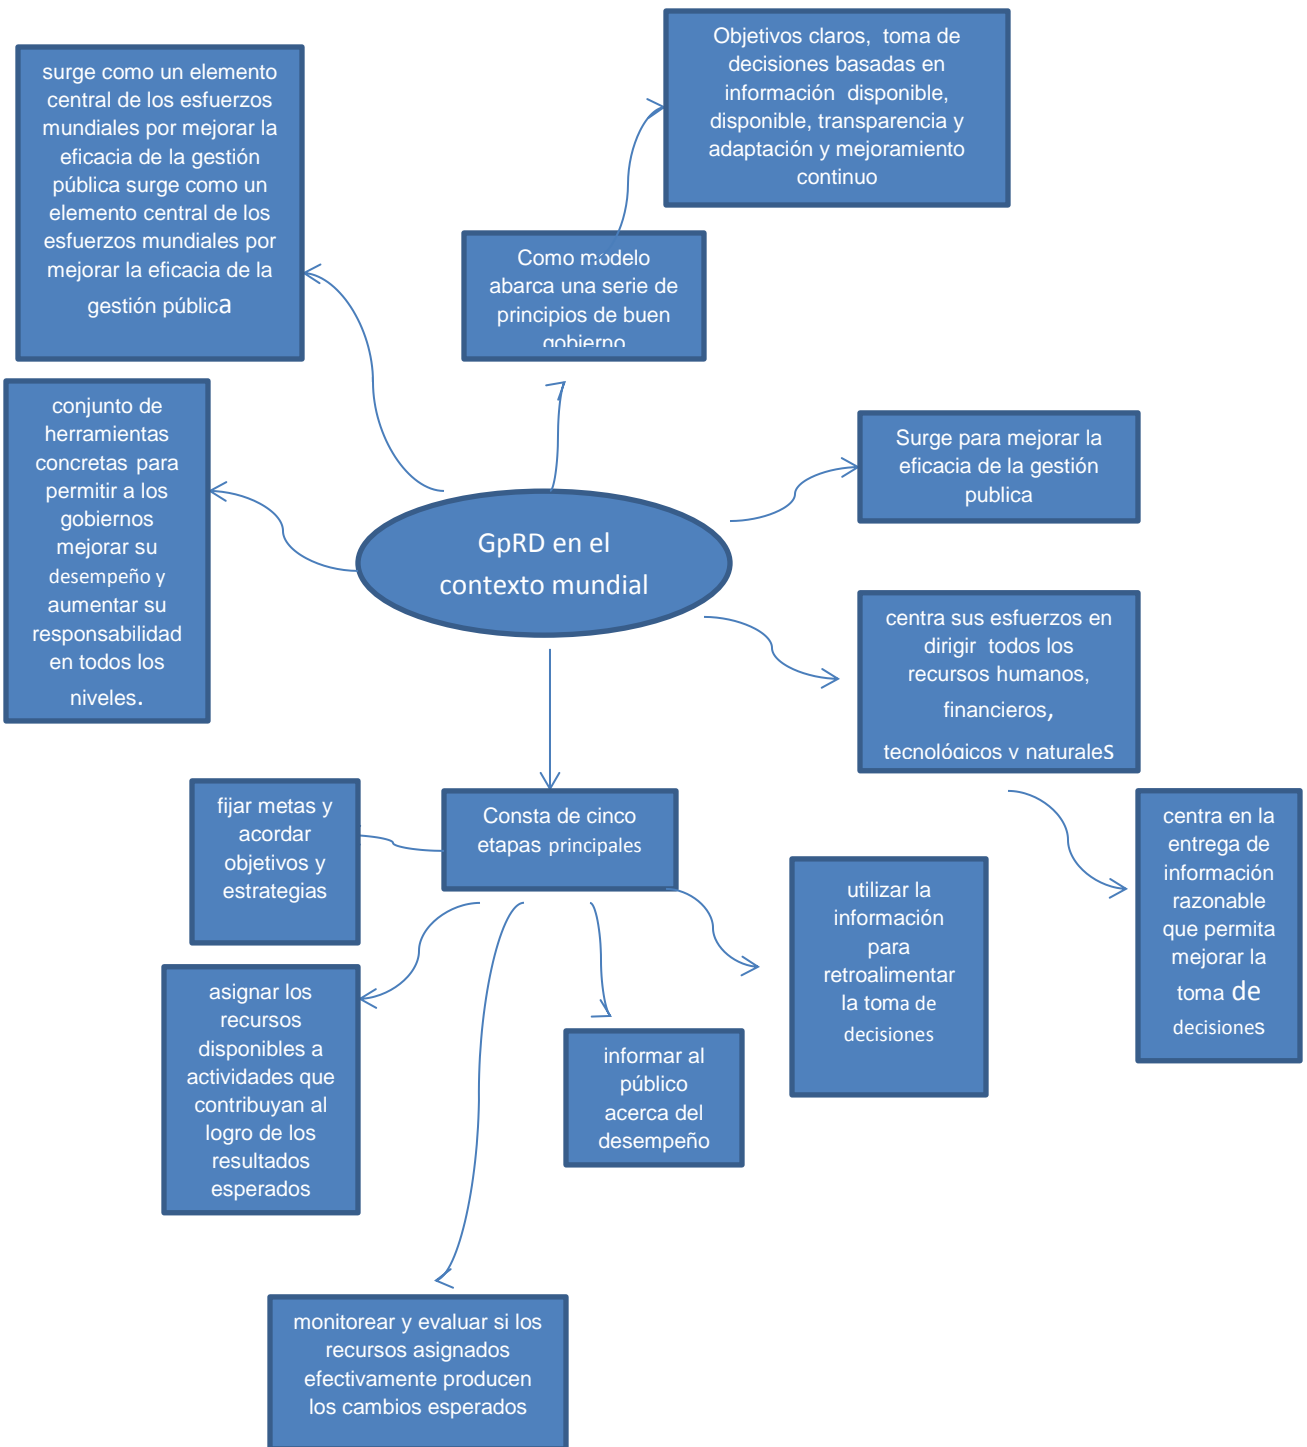 Objetivos claros, toma de
decisiones basadas en
información disponible,
disponible, transparencia y
adaptación y mejoramiento
continuo
surge como un elemento
central de los esfuerzos
mundiales por mejorar la
eficacia de la gestión
pública surge como un
elemento central de los
esfuerzos mundiales por
mejorar la eficacia de la
gestión pública
Como modelo
abarca una serie de
principios de buen
gobierno
conjunto de
herramientas
concretas para
permitir a los
gobiernos
mejorar su
desempeño y
aumentar su
responsabilidad
en todos los
niveles.
Surge para mejorar la
eficacia de la gestión
publica
GpRD en el
contexto mundial
centra sus esfuerzos en
dirigir todos los
recursos humanos,
financieros,
tecnológicos y naturales
fijar metas y
acordar
objetivos y
estrategias
Consta de cinco
etapas principales
centra en la
entrega de
información
razonable
que permita
mejorar la
toma de
decisiones
utilizar la
información
para
retroalimentar
la toma de
decisiones
asignar los
recursos
disponibles a
actividades que
contribuyan al
logro de los
resultados
esperados
informar al
público
acerca del
desempeño
monitorear y evaluar si los
recursos asignados
efectivamente producen
los cambios esperados